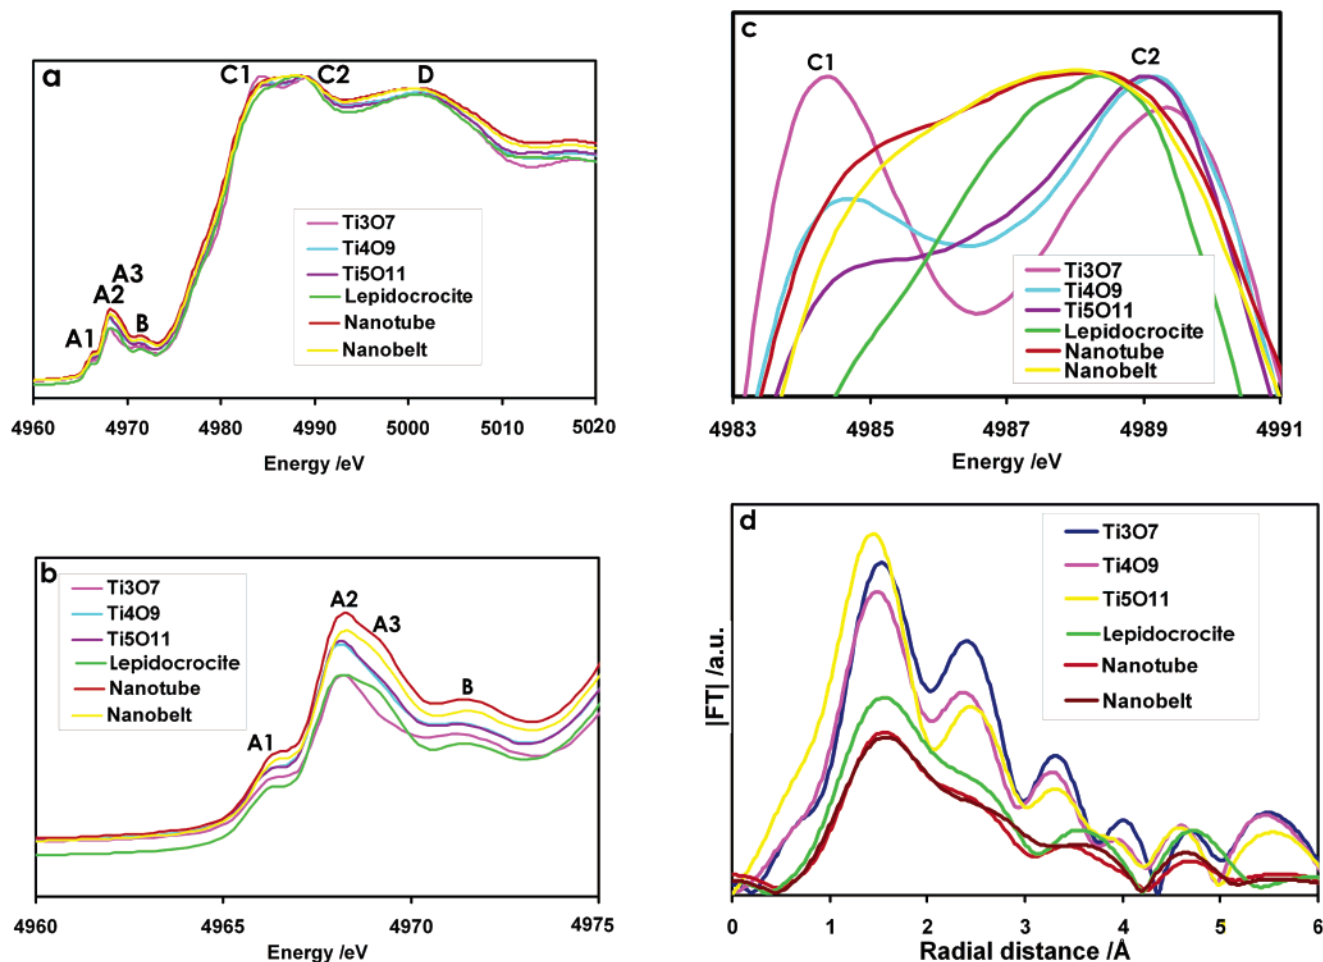 a
C1
C2
D
A3
A2
A1
B
Ti3O7
Ti4O9
Ti5O11
Lepidocrocite
Nanotube
Nanobelt
4960
4970
4980
4990
5000
5010
5020
Energy /eV
c
C1
C2
Ti3O7
Ti4O9
Ti5O11
Lepidocrocite
Nanotube
Nanobelt
4983
4985
4987
4989
4991
Energy /eV
b
Ti3O7
Ti4O9
Ti5O11
Lepidocrocite
Nanotube
Nanobelt
A2
A3
A1
B
4960
4965
4970
4975
Energy /eV
d
Ti3O7
Ti4O9
Ti5O11
Lepidocrocite
Nanotube
Nanobelt
|FT| /a.u.
0
1
2
3
4
5
6
Radial distance /Å